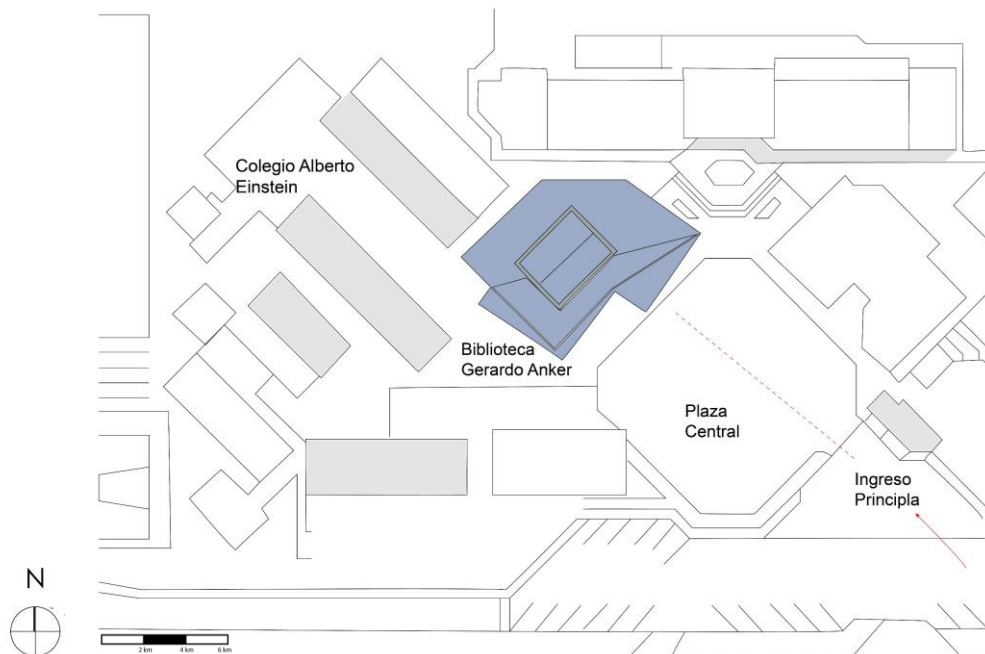 Colegio Alberto
Einstein
Biblioteca
Gerardo Anker
Plaza
Central
Ingreso
Principla
N
2 km 4 km 6 km